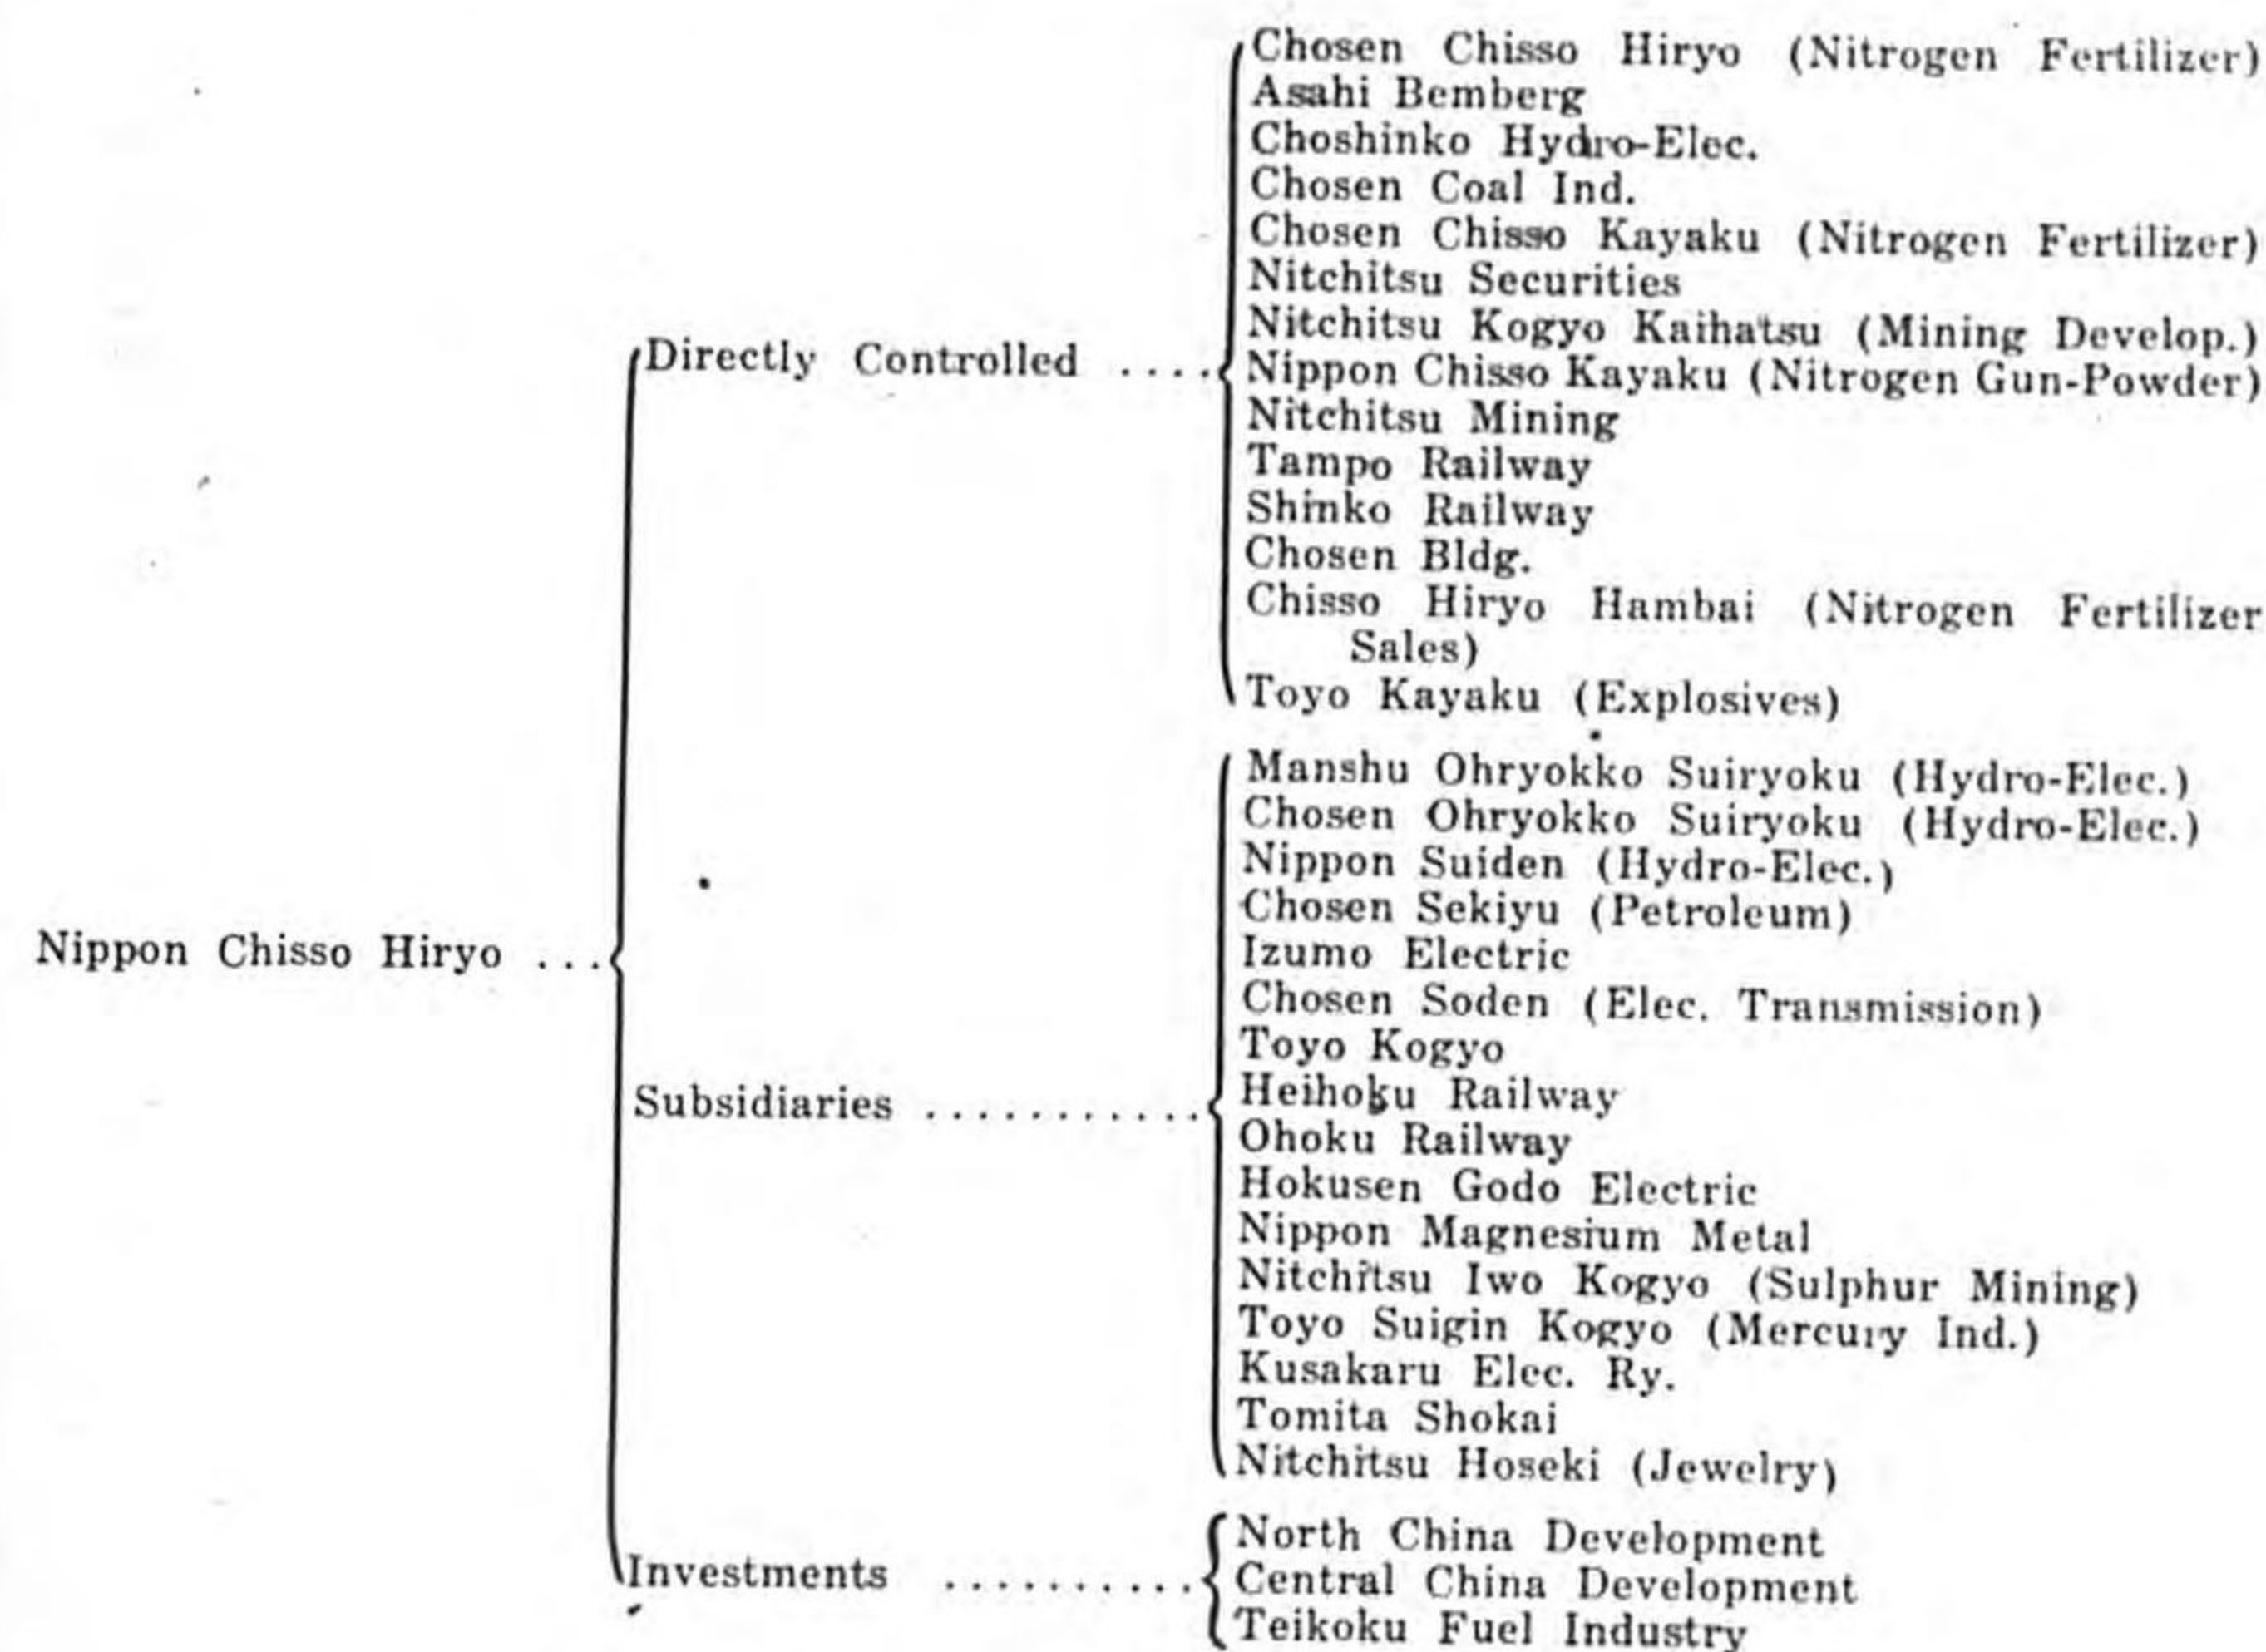 Chosen Chisso Hiryo (Nitrogen Fertilizer)
Asahi Bemberg
Choshinko Hydro-Elec.
Chosen Coal Ind.
Chosen Chisso Kayaku (Nitrogen Fertilizer)
Nitchitsu Securities
Nitchitsu Kogyo Kaihatsu (Mining Develop.)
Directly Controlled ....
Nippon Chisso Kayaku (Nitrogen Gun-Powder)
Nitchitsu Mining
Tampo Railway
Shinko Railway
Chosen Bldg.
Chisso Hiryo Hambai (Nitrogen Fertilizer
Sales)
Toyo Kayaku (Explosives)
Manshu Ohryokko Suiryoku (Hydro-Elec.)
Chosen Ohryokko Suiryoku (Hydro-Elec.)
Nippon Suiden (Hydro-Elec.)
Chosen Sekiyu (Petroleum)
Nippon Chisso Hiryo ...
Izumo Electric
Chosen Soden (Elec. Transmission)
Toyo Kogyo
Subsidiaries ...........
Heihoku Railway
Ohoku Railway
Hokusen Godo Electric
Nippon Magnesium Metal
Nitchitsu Iwo Kogyo (Sulphur Mining)
Toyo Suigin Kogyo (Mercury Ind.)
Kusakaru Elec. Ry.
Tomita Shokai
Nitchitsu Hoseki (Jewelry)
North China Development
Investments ..........
Central China Development
Teikoku Fuel Industry